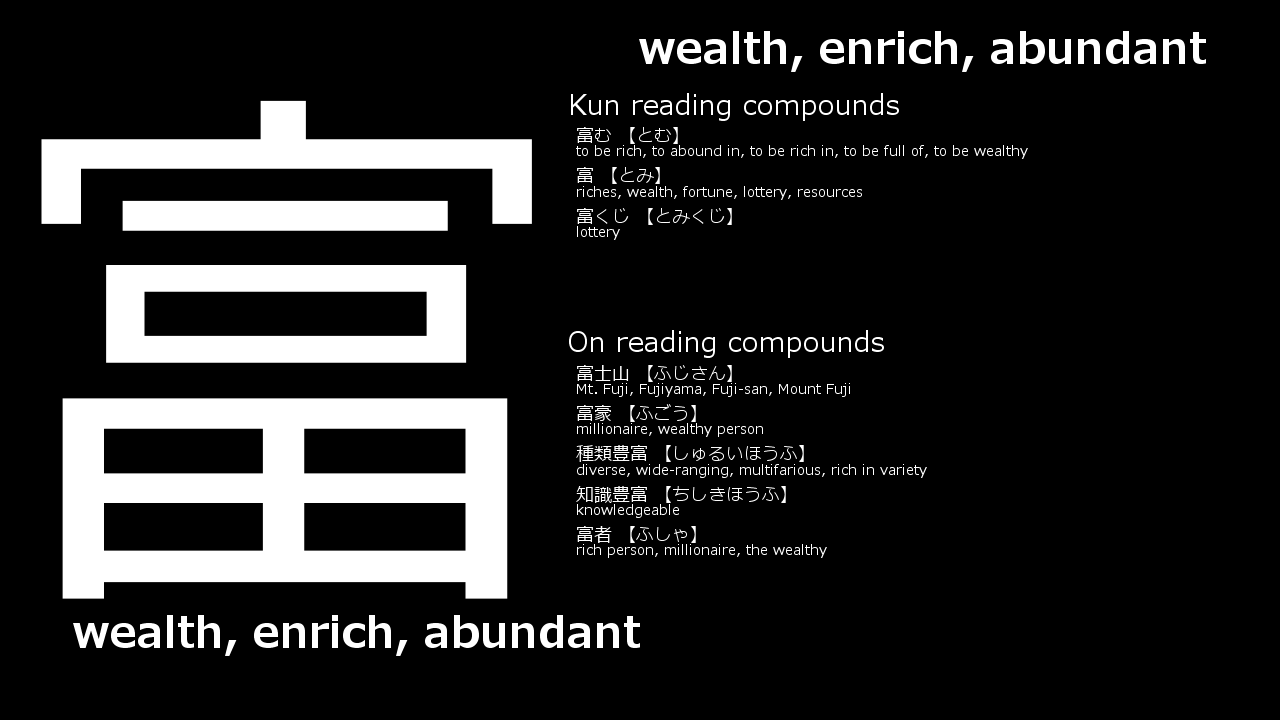 wealth, enrich, abundant
富
Kun reading compounds
富む 【とむ】
to be rich, to abound in, to be rich in, to be full of, to be wealthy
富 【とみ】
riches, wealth, fortune, lottery, resources
富くじ 【とみくじ】
lottery
On reading compounds
富士山 【ふじさん】
Mt. Fuji, Fujiyama, Fuji-san, Mount Fuji
富豪 【ふごう】
millionaire, wealthy person
種類豊富 【しゅるいほうふ】
diverse, wide-ranging, multifarious, rich in variety
知識豊富 【ちしきほうふ】
knowledgeable
富者 【ふしゃ】
rich person, millionaire, the wealthy
wealth, enrich, abundant